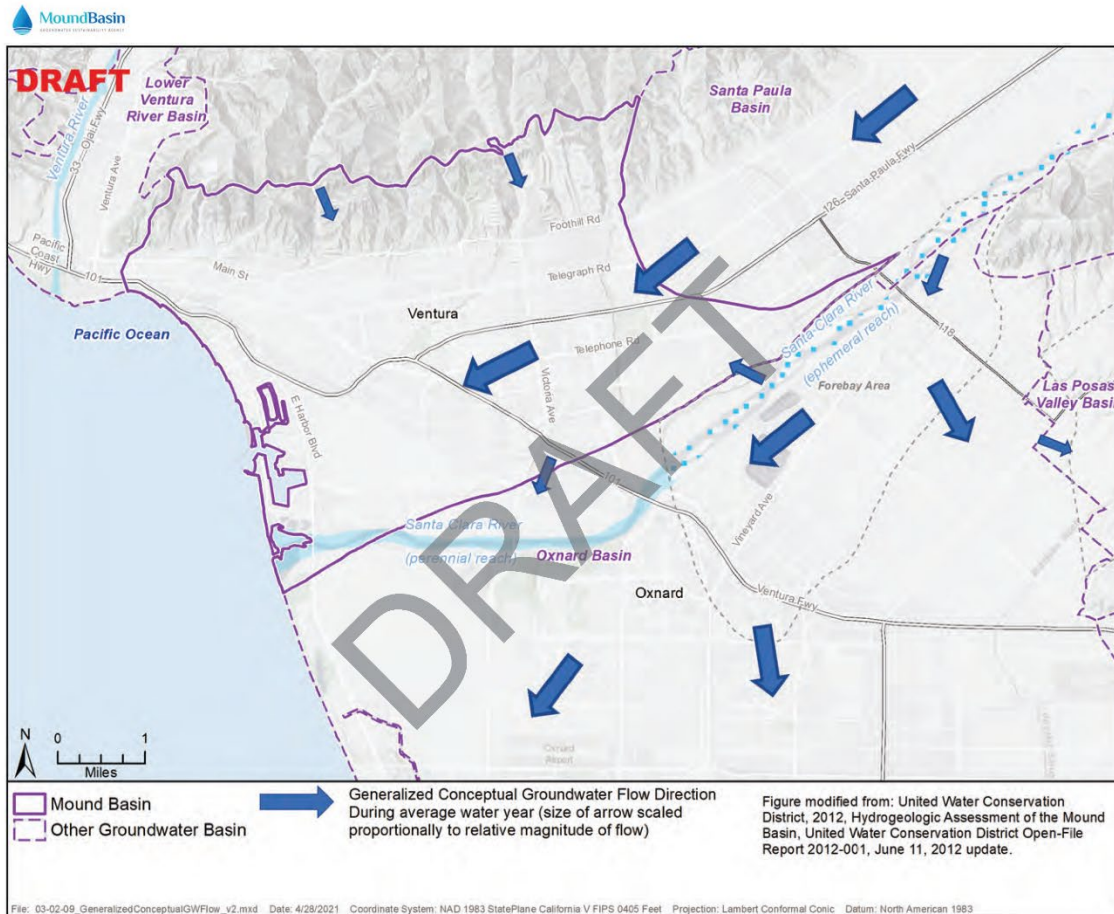 MoundBasin
GROUNDWATER SUSTAINABILITY AGENCY
DRAFT
Lower
Ventura
River Basin
Santa Paula
Basin
Ventura River
33
Ojai Fwy
Ventura Ave
126
Santa Paula Fwy
Foothill Rd
Pacific
Coast
Hwy
101
Main St
Telegraph Rd
Pacific Ocean
Ventura
Telephone Rd
Santa Clara River
(ephemeral reach)
118
Victoria Ave
Forebay Area
Las Posas
Valley Basin
E Harbor Blvd
101
Vineyard Ave
Santa Clara River
(perennial reach)
Oxnard Basin
Oxnard
Ventura Fwy
DRAFT
Oxnard
Airport
N
0 1
Miles
Mound Basin
Other Groundwater Basin
Generalized Conceptual Groundwater Flow Direction
During average water year (size of arrow scaled
proportionally to relative magnitude of flow)
Figure modified from: United Water Conservation
District, 2012, Hydrogeologic Assessment of the Mound
Basin, United Water Conservation District Open-File
Report 2012-001, June 11, 2012 update.
File: 03-02-09_GeneralizedConceptualGWFlow_v2.mxd Date: 4/28/2021 Coordinate System: NAD 1983 StatePlane California V FIPS 0405 Feet Projection: Lambert Conformal Conic Datum: North American 1983